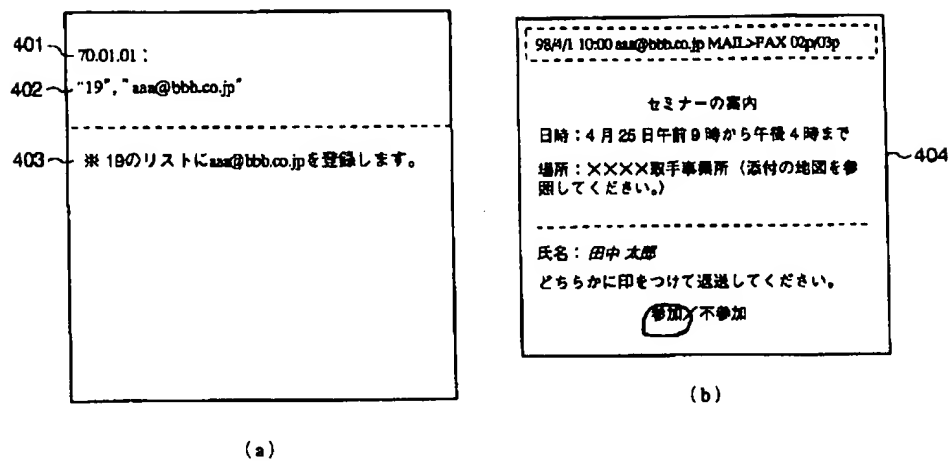 401
70.01.01 :
402
"19", "aaa@bbb.co.jp"
403
※ 19のリストにaaa@bbb.co.jpを登録します。
(a)
98/4/1 10:00 aaa@bbb.co.jp MAIL>FAX 02p/03p
セミナーの案内
日時：4月25日午前9時から午後4時まで
場所：××××取手事業所（添付の地図を参
照してください。）
404
氏名：田中 太郎
どちらかに印をつけて返送してください。
参加／不参加
(b)